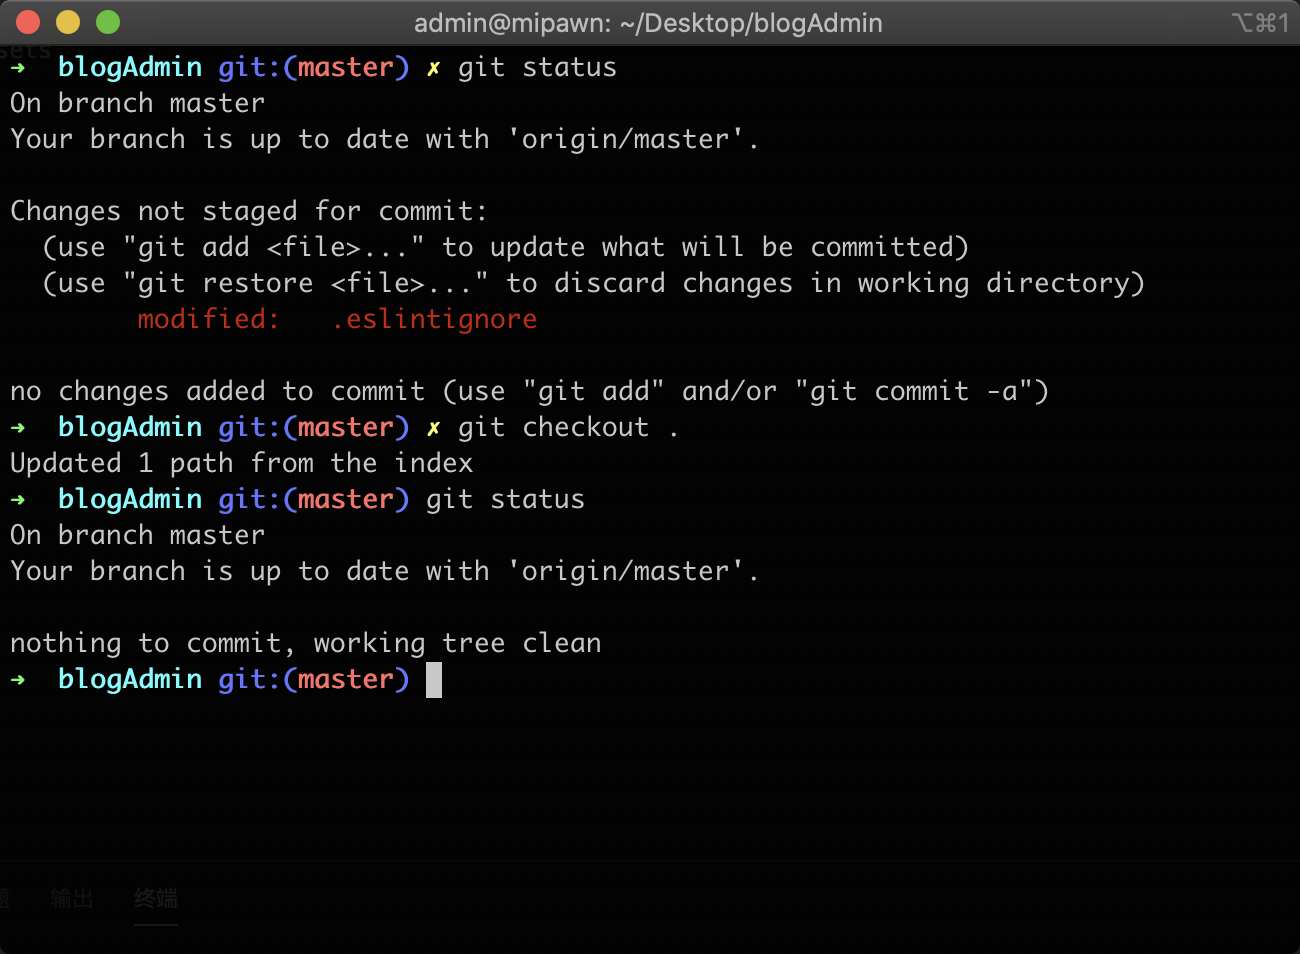 admin@mipawn: ~/Desktop/blogAdmin
⌥⌘1
sets
➜ blogAdmin git:(master) ✗ git status
On branch master
Your branch is up to date with 'origin/master'.
Changes not staged for commit:
(use "git add <file>..." to update what will be committed)
(use "git restore <file>..." to discard changes in working directory)
modified: .eslintignore
no changes added to commit (use "git add" and/or "git commit -a")
➜ blogAdmin git:(master) ✗ git checkout .
Updated 1 path from the index
➜ blogAdmin git:(master) git status
On branch master
Your branch is up to date with 'origin/master'.
nothing to commit, working tree clean
➜ blogAdmin git:(master)
题 输出 终端